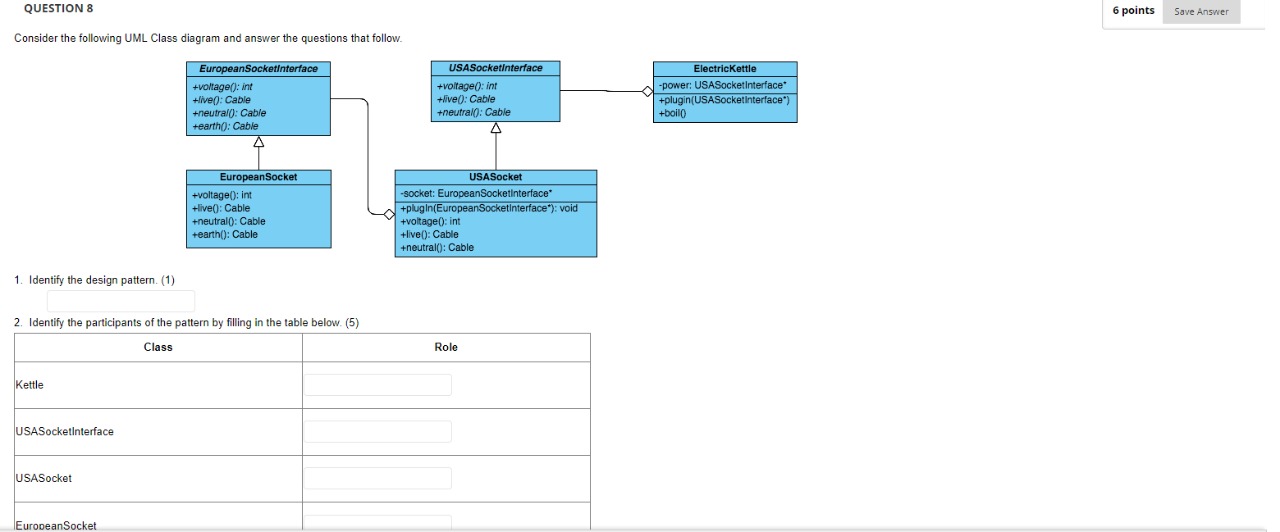 QUESTION 8
6 points
Save Answer
Consider the following UML Class diagram and answer the questions that follow.
EuropeanSocketInterface
+voltage(): int
+live(): Cable
+neutral(): Cable
+earth(): Cable
USASocketInterface
+voltage(): int
+live(): Cable
+neutral(): Cable
ElectricKettle
-power: USASocketInterface*
+plugin(USASocketInterface*)
+boil()
EuropeanSocket
+voltage(): int
+live(): Cable
+neutral(): Cable
+earth(): Cable
USASocket
-socket: EuropeanSocketInterface*
+plugIn(EuropeanSocketInterface*): void
+voltage(): int
+live(): Cable
+neutral(): Cable
1. Identify the design pattern. (1)
2. Identify the participants of the pattern by filling in the table below. (5)
Class
Role
Kettle
USASocketInterface
USASocket
EuropeanSocket